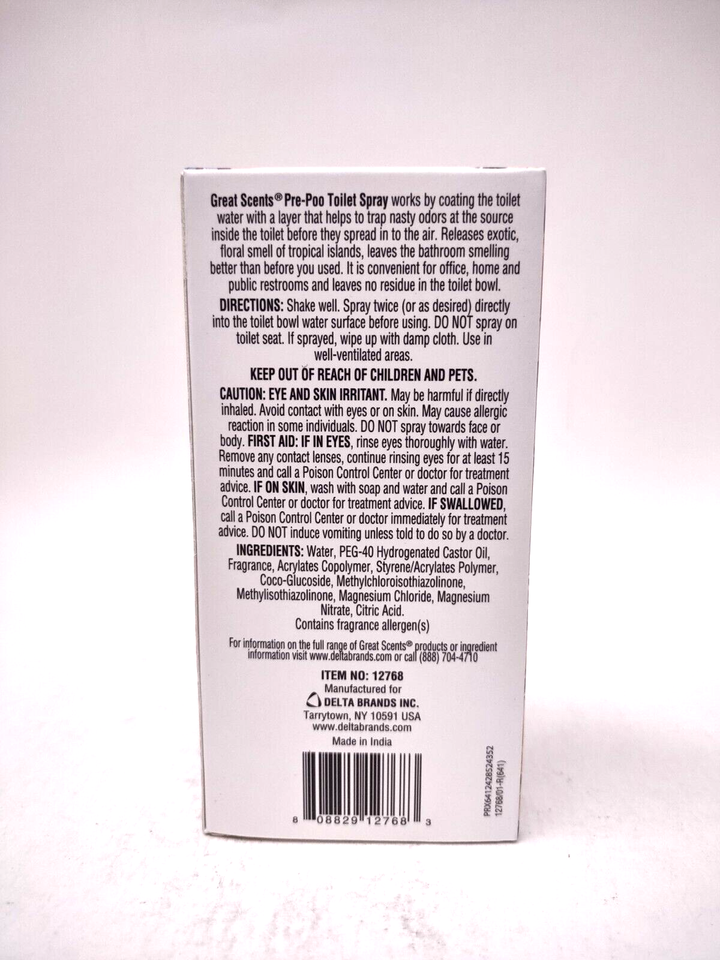 Great Scents® Pre-Poo Toilet Spray works by coating the toilet
water with a layer that helps to trap nasty odors at the source
inside the toilet before they spread in to the air. Releases exotic,
floral smell of tropical islands, leaves the bathroom smelling
better than before you used. It is convenient for office, home and
public restrooms and leaves no residue in the toilet bowl.
DIRECTIONS: Shake well. Spray twice (or as desired) directly
into the toilet bowl water surface before using. DO NOT spray on
toilet seat. If sprayed, wipe up with damp cloth. Use in
well-ventilated areas.
KEEP OUT OF REACH OF CHILDREN AND PETS.
CAUTION: EYE AND SKIN IRRITANT. May be harmful if directly
inhaled. Avoid contact with eyes or on skin. May cause allergic
reaction in some individuals. DO NOT spray towards face or
body. FIRST AID: IF IN EYES, rinse eyes thoroughly with water.
Remove any contact lenses, continue rinsing eyes for at least 15
minutes and call a Poison Control Center or doctor for treatment
advice. IF ON SKIN, wash with soap and water and call a Poison
Control Center or doctor for treatment advice. IF SWALLOWED,
call a Poison Control Center or doctor immediately for treatment
advice. DO NOT induce vomiting unless told to do so by a doctor.
INGREDIENTS: Water, PEG-40 Hydrogenated Castor Oil,
Fragrance, Acrylates Copolymer, Styrene/Acrylates Polymer,
Coco-Glucoside, Methylchloroisothiazolinone,
Methylisothiazolinone, Magnesium Chloride, Magnesium
Nitrate, Citric Acid.
Contains fragrance allergen(s)
For information on the full range of Great Scents® products or ingredient
information visit www.deltabrands.com or call (888) 704-4710
ITEM NO: 12768
Manufactured for
DELTA BRANDS INC.
Tarrytown, NY 10591 USA
www.deltabrands.com
Made in India
8 08829 12768 3
PRX6412428524352
12768/01-R(641)